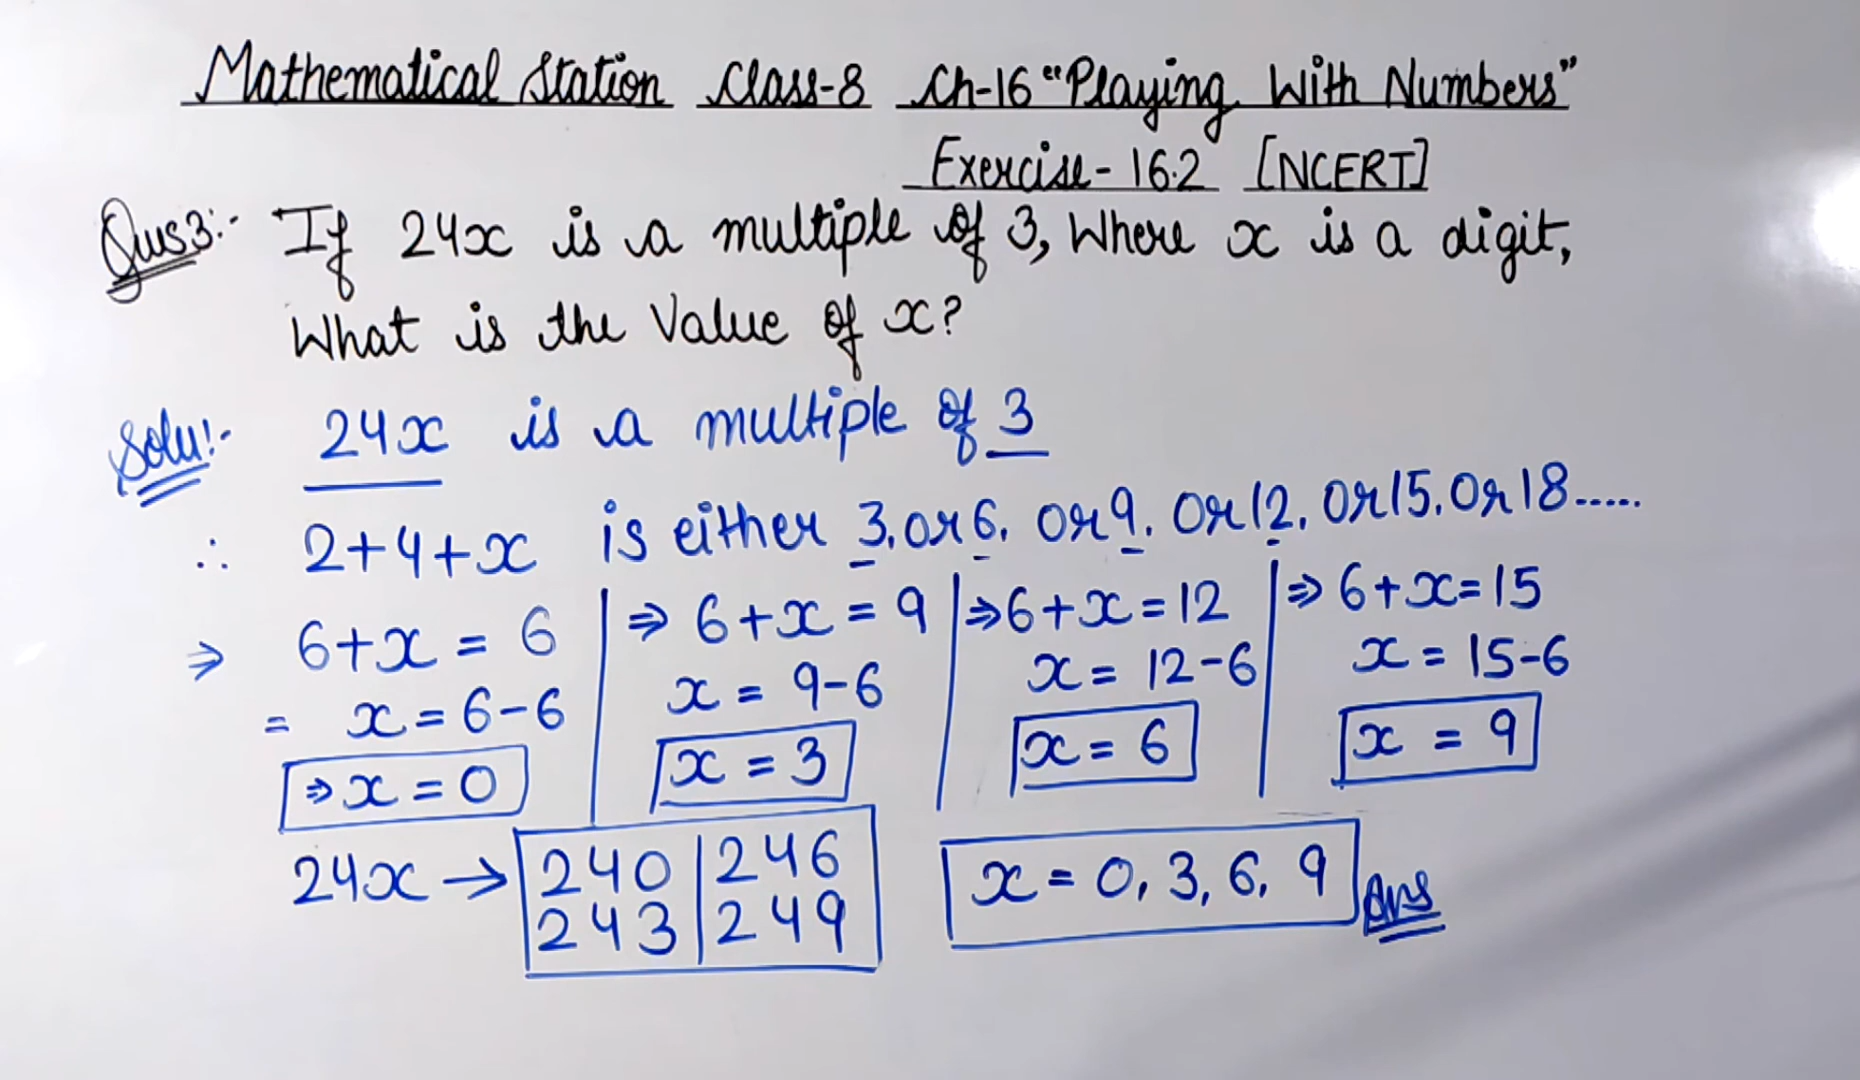 Mathematical Station Class-8 Ch-16 "Playing With Numbers"
Exercise-16.2 [NCERT]
Qus3:- If 24x is a multiple of 3, Where x is a digit,
What is the Value of x?
Solu!- 24x is a multiple of 3
∴ 2+4+x is either 3, or 6, or 9, or 12, or 15, or 18.....
⇒ 6+x = 6 | ⇒ 6+x = 9 | ⇒ 6+x = 12 | ⇒ 6+x = 15
= x = 6-6 x = 9-6 x = 12-6 x = 15-6
⇒ x = 0 x = 3 x = 6 x = 9
24x → 240 | 246 x = 0, 3, 6, 9 Ans
243 | 249